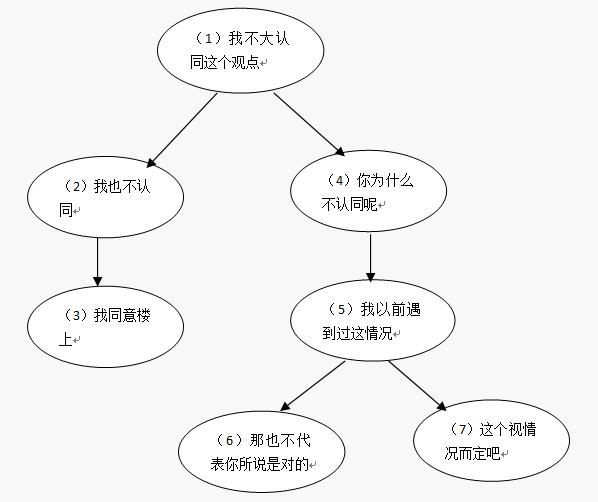 （1）我不大认
同这个观点↵
（2）我也不认
同↵
（4）你为什么
不认同呢↵
（3）我同意楼
上↵
（5）我以前遇
到过这情况↵
（6）那也不代
表你所说是对的↵
（7）这个视情
况而定吧↵